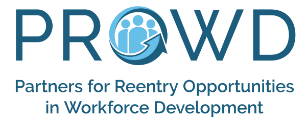 PROWD
Partners for Reentry Opportunities
in Workforce Development